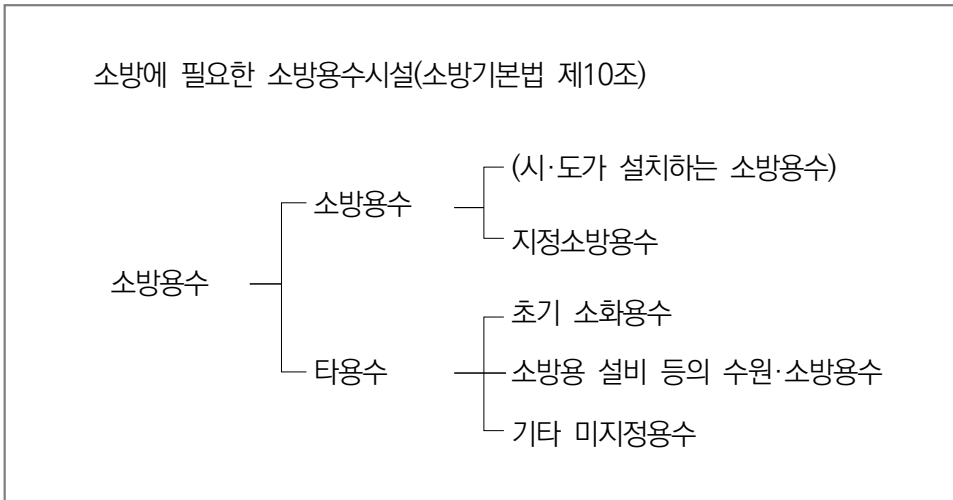 소방에 필요한 소방용수시설(소방기본법 제10조)
(시·도가 설치하는 소방용수)
소방용수
지정소방용수
소방용수
초기 소화용수
타용수
소방용 설비 등의 수원·소방용수
기타 미지정용수